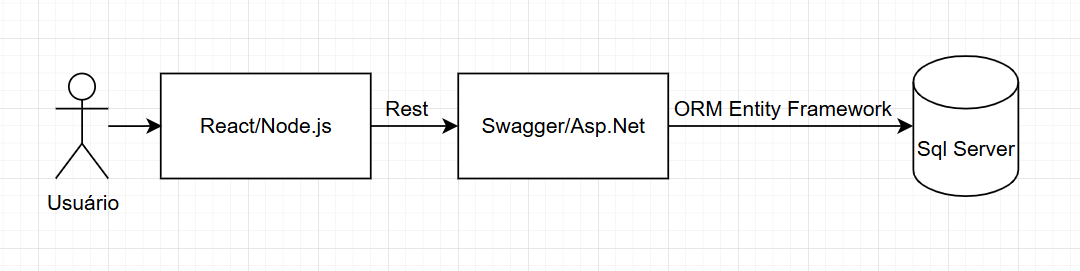 Usuário
React/Node.js
Rest
Swagger/Asp.Net
ORM Entity Framework
Sql Server